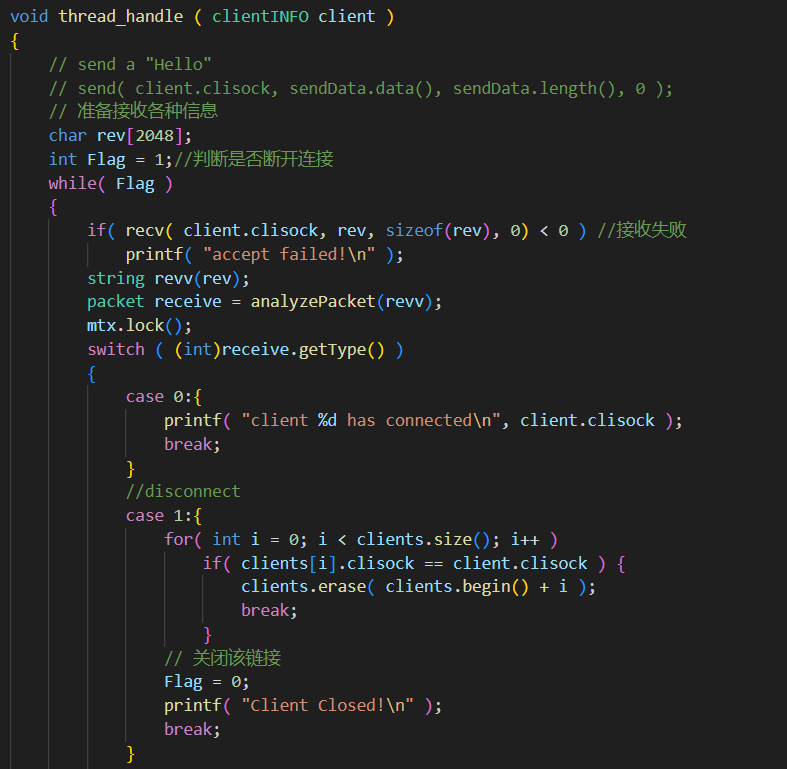 void thread_handle ( clientINFO client )
{
// send a "Hello"
// send( client.clisock, sendData.data(), sendData.length(), 0 );
// 准备接收各种信息
char rev[2048];
int Flag = 1;//判断是否断开连接
while( Flag )
{
if( recv( client.clisock, rev, sizeof(rev), 0) < 0 ) //接收失败
printf( "accept failed!\n" );
string revv(rev);
packet receive = analyzePacket(revv);
mtx.lock();
switch ( (int)receive.getType() )
{
case 0:{
printf( "client %d has connected\n", client.clisock );
break;
}
//disconnect
case 1:{
for( int i = 0; i < clients.size(); i++ )
if( clients[i].clisock == client.clisock ) {
clients.erase( clients.begin() + i );
break;
}
// 关闭该链接
Flag = 0;
printf( "Client Closed!\n" );
break;
}